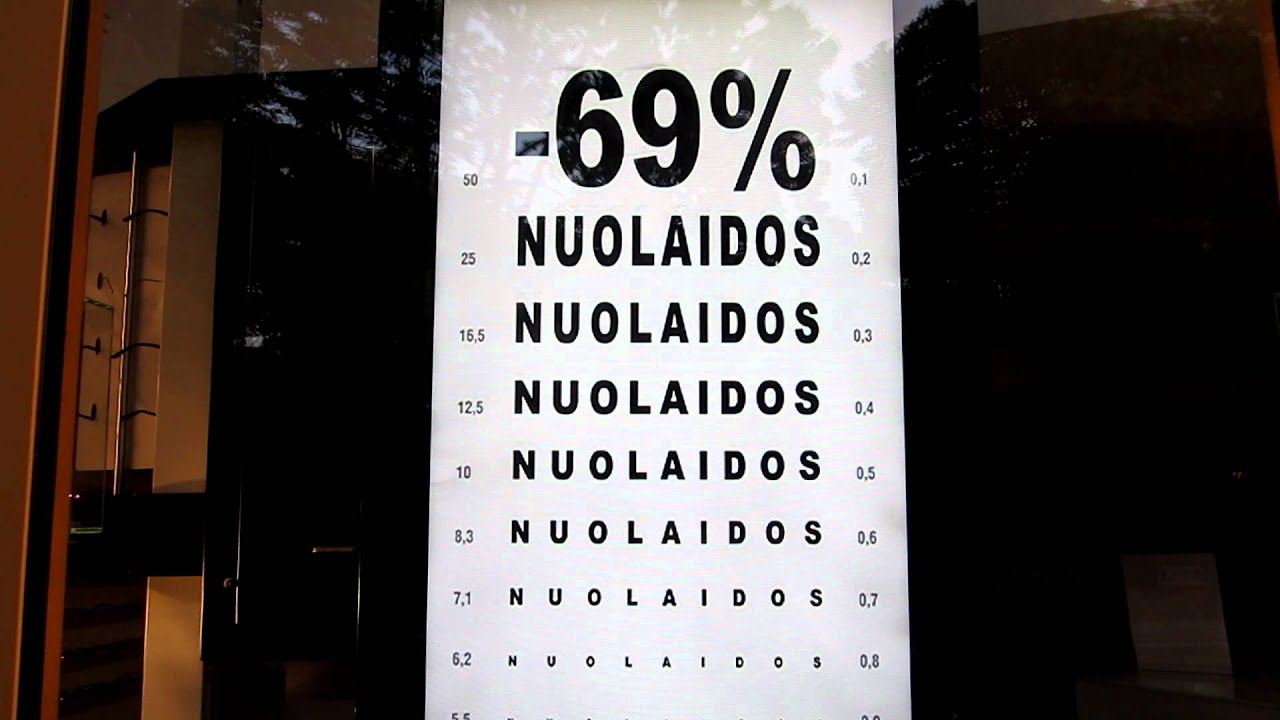 -69%
50 0,1
25 NUOLAIDOS 0,2
16,5 NUOLAIDOS 0,3
12,5 NUOLAIDOS 0,4
10 NUOLAIDOS 0,5
8,3 NUOLAIDOS 0,6
7,1 NUOLAIDOS 0,7
6,2 NUOLAIDOS 0,8